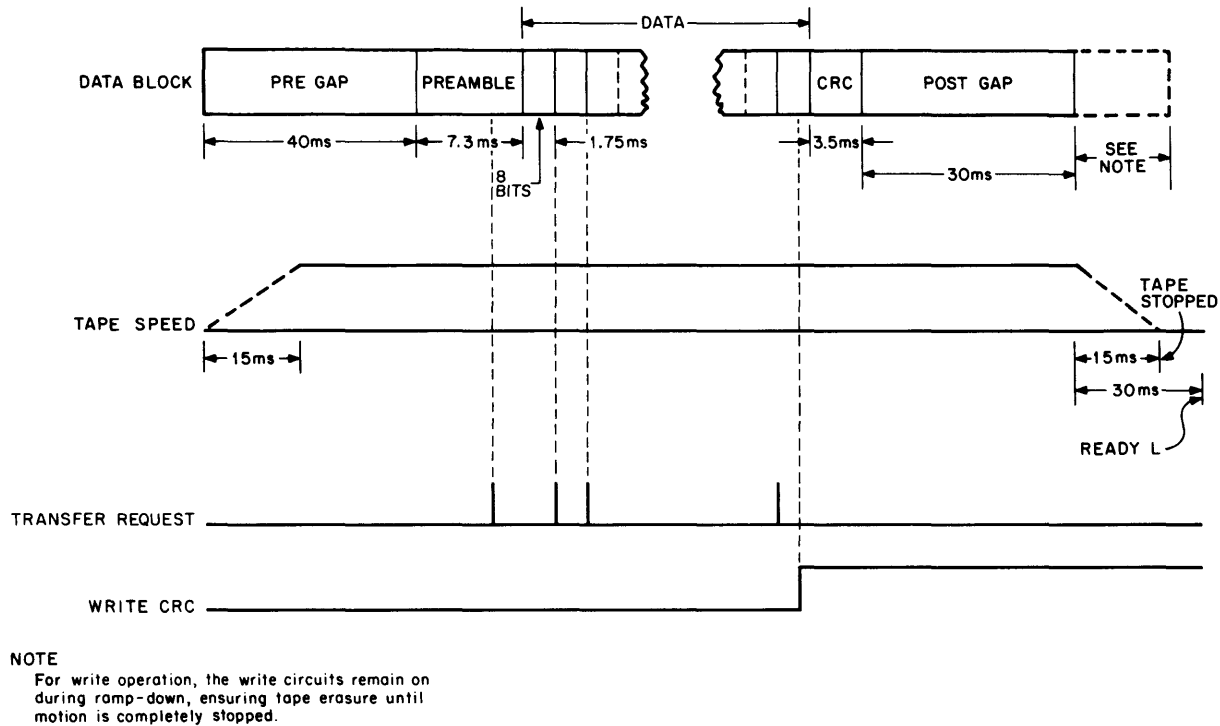 DATA
DATA BLOCK
PRE GAP
PREAMBLE
CRC
POST GAP
40ms
7.3ms
8
BITS
1.75ms
3.5ms
30ms
SEE
NOTE
TAPE SPEED
TAPE
STOPPED
15ms
15ms
30ms
READY L
TRANSFER REQUEST
WRITE CRC
NOTE
For write operation, the write circuits remain on
during ramp-down, ensuring tape erasure until
motion is completely stopped.